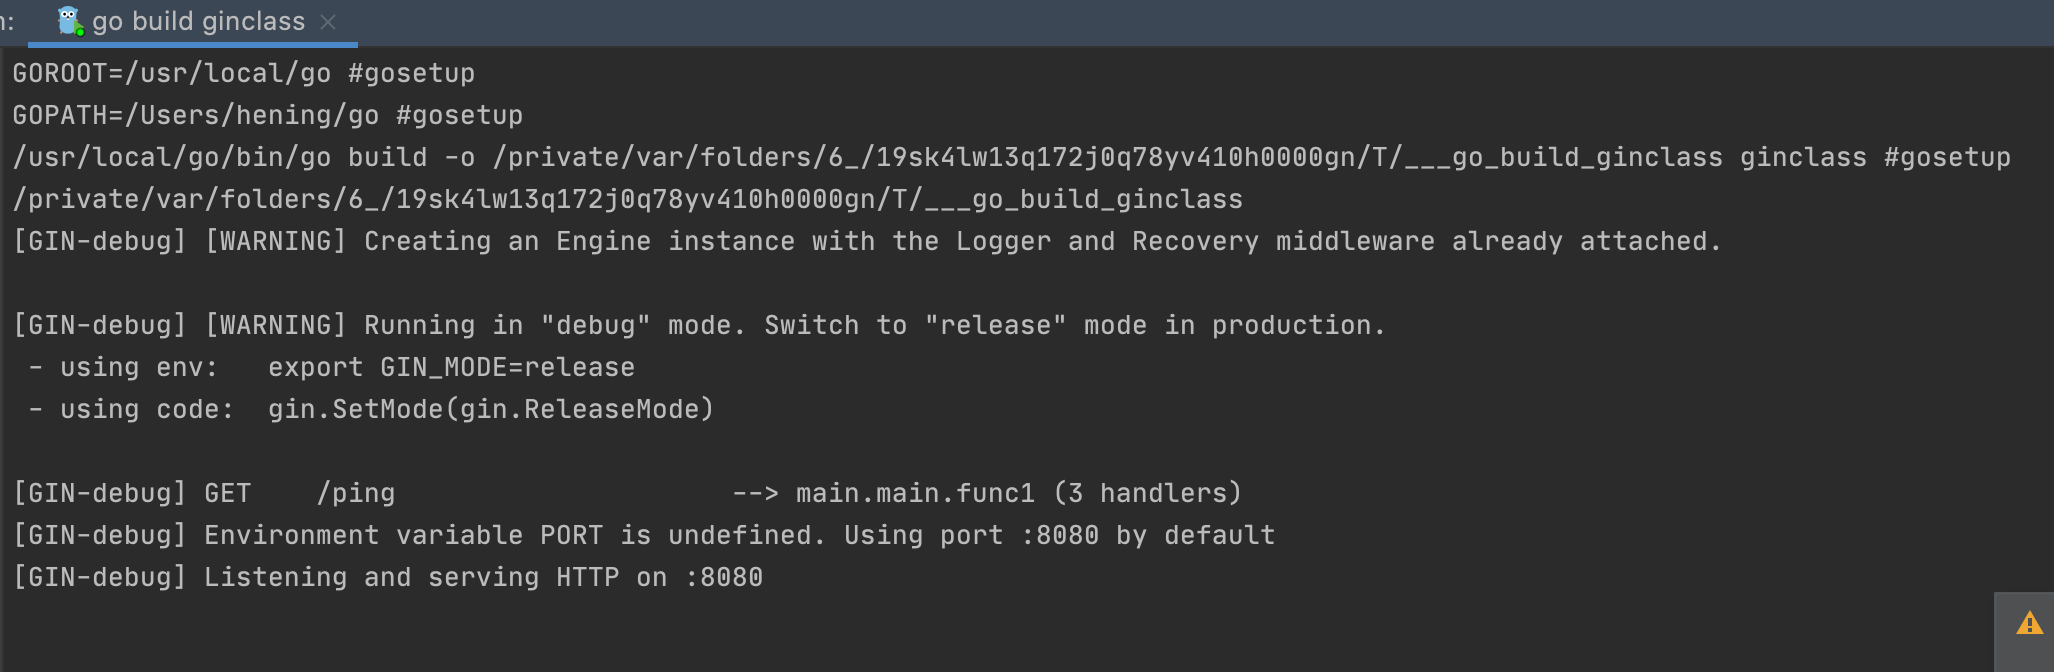 go build ginclass
GOROOT=/usr/local/go #gosetup
GOPATH=/Users/hening/go #gosetup
/usr/local/go/bin/go build -o /private/var/folders/6_/19sk4lw13q172j0q78yv410h0000gn/T/___go_build_ginclass ginclass #gosetup
/private/var/folders/6_/19sk4lw13q172j0q78yv410h0000gn/T/___go_build_ginclass
[GIN-debug] [WARNING] Creating an Engine instance with the Logger and Recovery middleware already attached.
[GIN-debug] [WARNING] Running in "debug" mode. Switch to "release" mode in production.
 - using env:   export GIN_MODE=release
 - using code:  gin.SetMode(gin.ReleaseMode)
[GIN-debug] GET    /ping                     --> main.main.func1 (3 handlers)
[GIN-debug] Environment variable PORT is undefined. Using port :8080 by default
[GIN-debug] Listening and serving HTTP on :8080